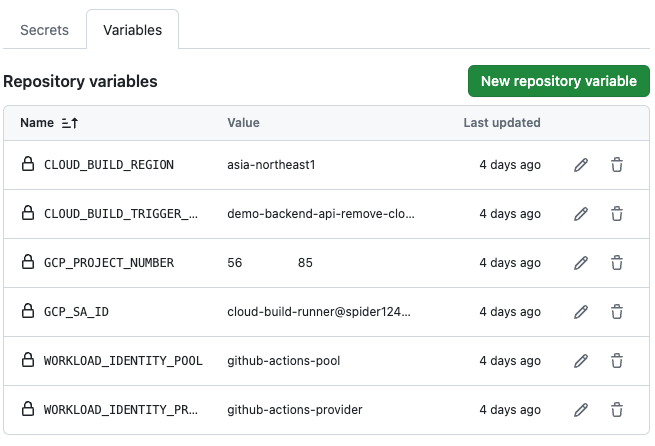 Secrets Variables
Repository variables New repository variable
Name Value Last updated
CLOUD_BUILD_REGION asia-northeast1 4 days ago
CLOUD_BUILD_TRIGGER_... demo-backend-api-remove-clo... 4 days ago
GCP_PROJECT_NUMBER 56 85 4 days ago
GCP_SA_ID cloud-build-runner@spider124... 4 days ago
WORKLOAD_IDENTITY_POOL github-actions-pool 4 days ago
WORKLOAD_IDENTITY_PR... github-actions-provider 4 days ago